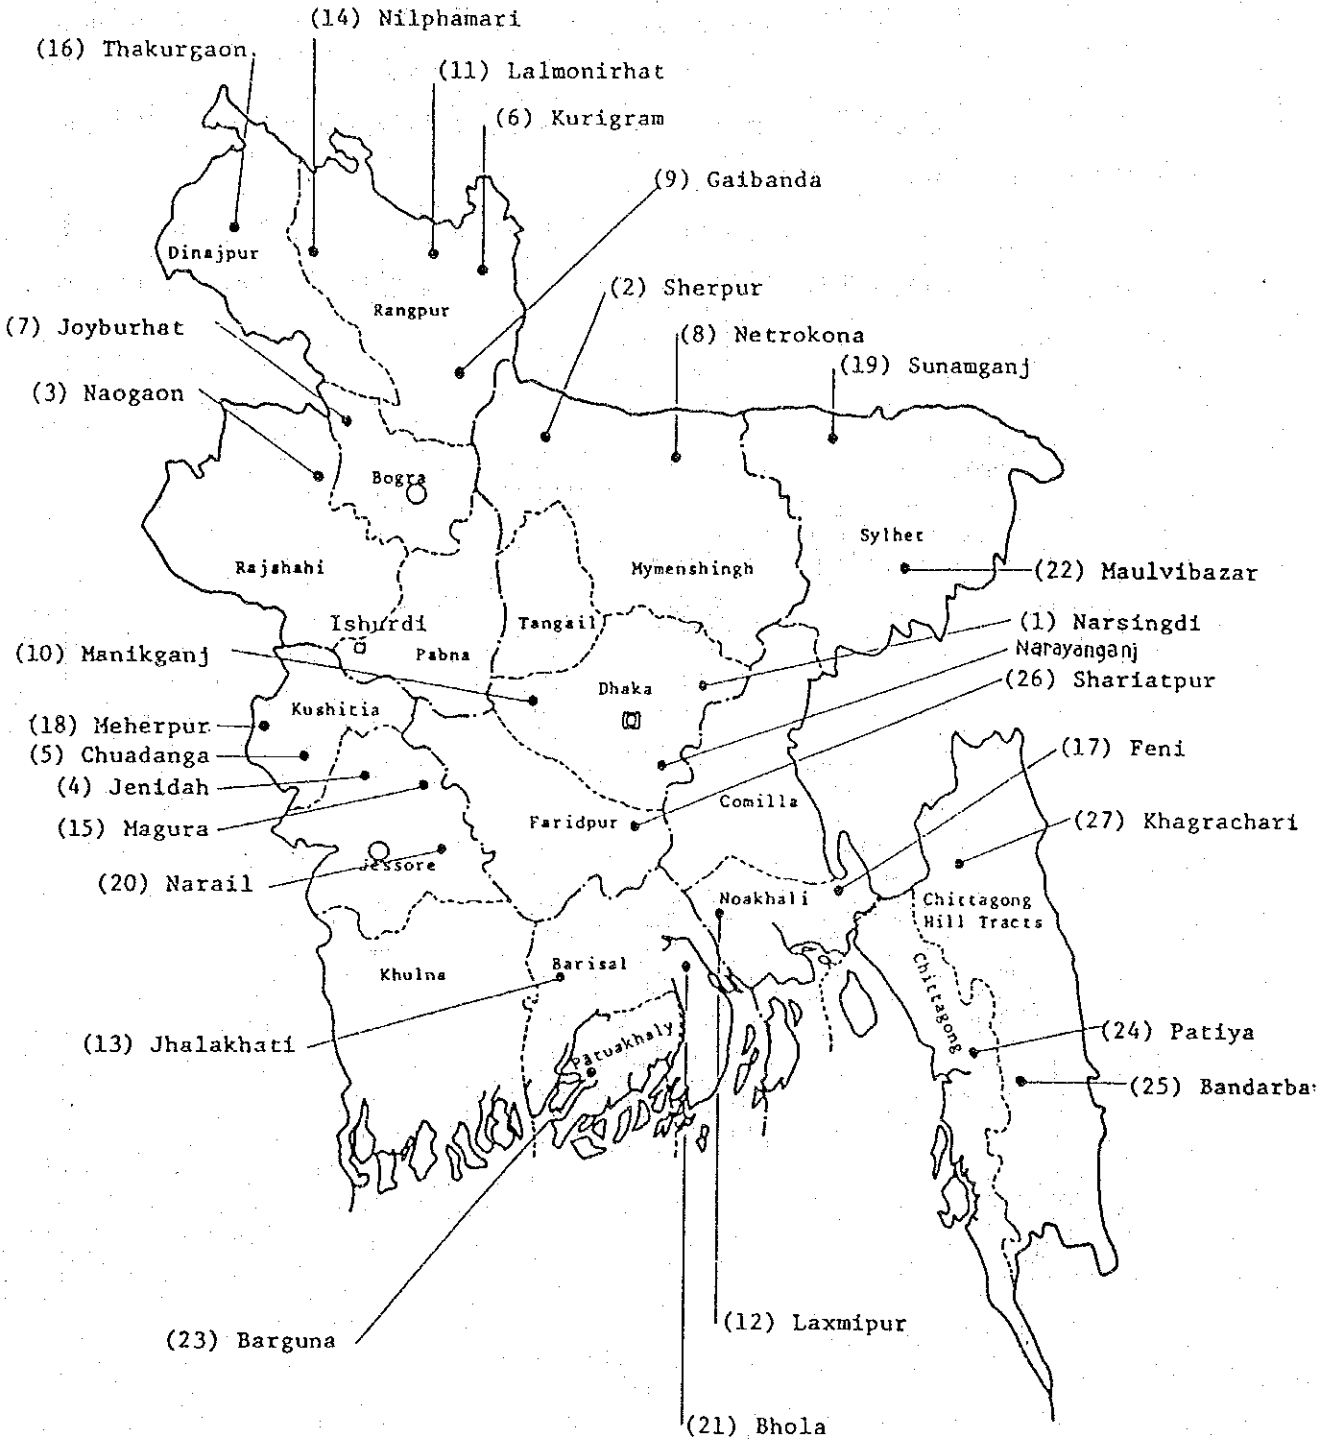 (14) Nilphamari
(16) Thakurgaon
(11) Lalmonirhat
(6) Kurigram
(9) Gaibanda
Dinajpur
(2) Sherpur
Rangpur
(7) Joyburhat
(8) Netrokona
(19) Sunamganj
(3) Naogaon
Bogra
Sylhet
Rajshahi
Mymenshingh
(22) Maulvibazar
Ishurdi
Tangail
(1) Narsingdi
(10) Manikganj
Pabna
Narayanganj
Dhaka
(26) Shariatpur
Kushitia
(18) Meherpur
(5) Chuadanga
(17) Feni
(4) Jenidah
Comilla
(15) Magura
Faridpur
(27) Khagrachari
Jessore
(20) Narail
Noakhali
Chittagong
Hill Tracts
Khulna
Barisal
Chittagong
(13) Jhalakhati
Patuakhaly
(24) Patiya
(25) Bandarba
(12) Laxmipur
(23) Barguna
(21) Bhola